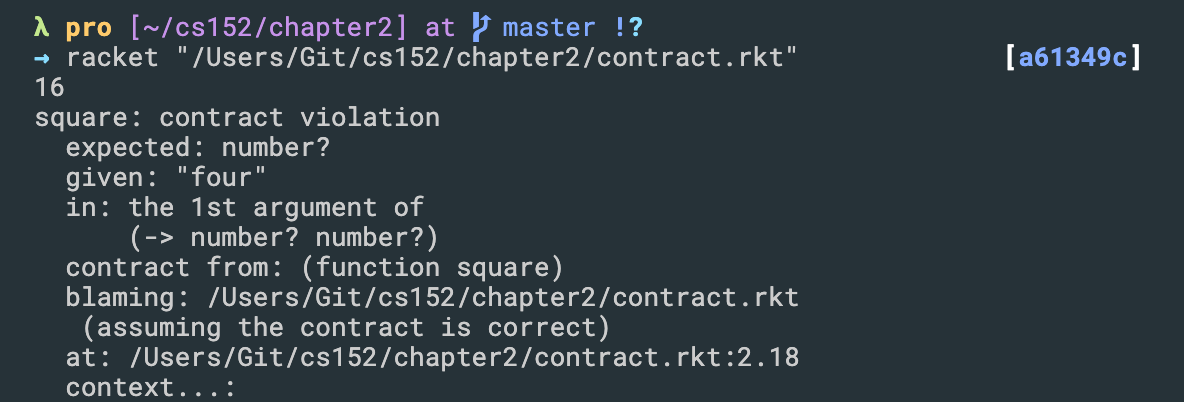 λ pro [~/cs152/chapter2] at master !?
→ racket "/Users/Git/cs152/chapter2/contract.rkt" [a61349c]
16
square: contract violation
expected: number?
given: "four"
in: the 1st argument of
(-> number? number?)
contract from: (function square)
blaming: /Users/Git/cs152/chapter2/contract.rkt
(assuming the contract is correct)
at: /Users/Git/cs152/chapter2/contract.rkt:2.18
context...: